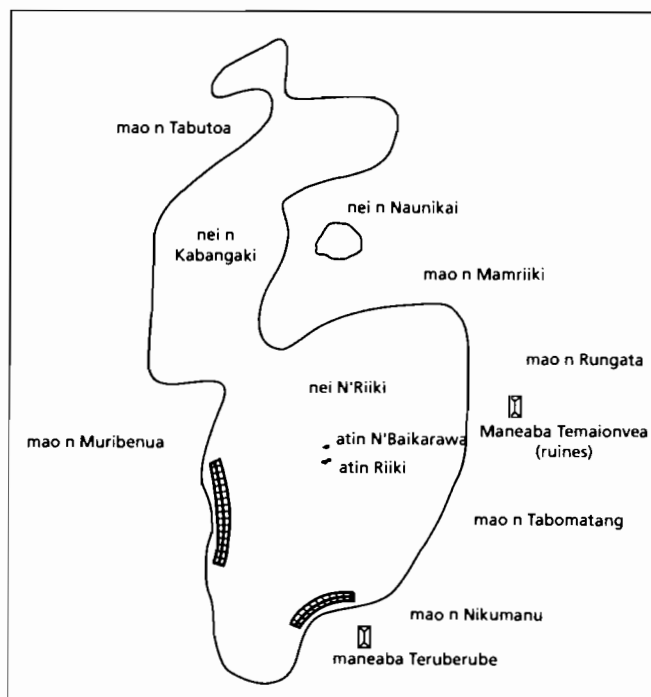 mao n Tabutoa
nei n Naunikai
nei n
Kabangaki
mao n Mamriiki
mao n Rungata
nei N'Riiki
Maneaba Temaionvea
(ruines)
mao n Muribenua
atin N'Baikarawa
atin Riiki
mao n Tabomatang
mao n Nikumanu
maneaba Teruberube